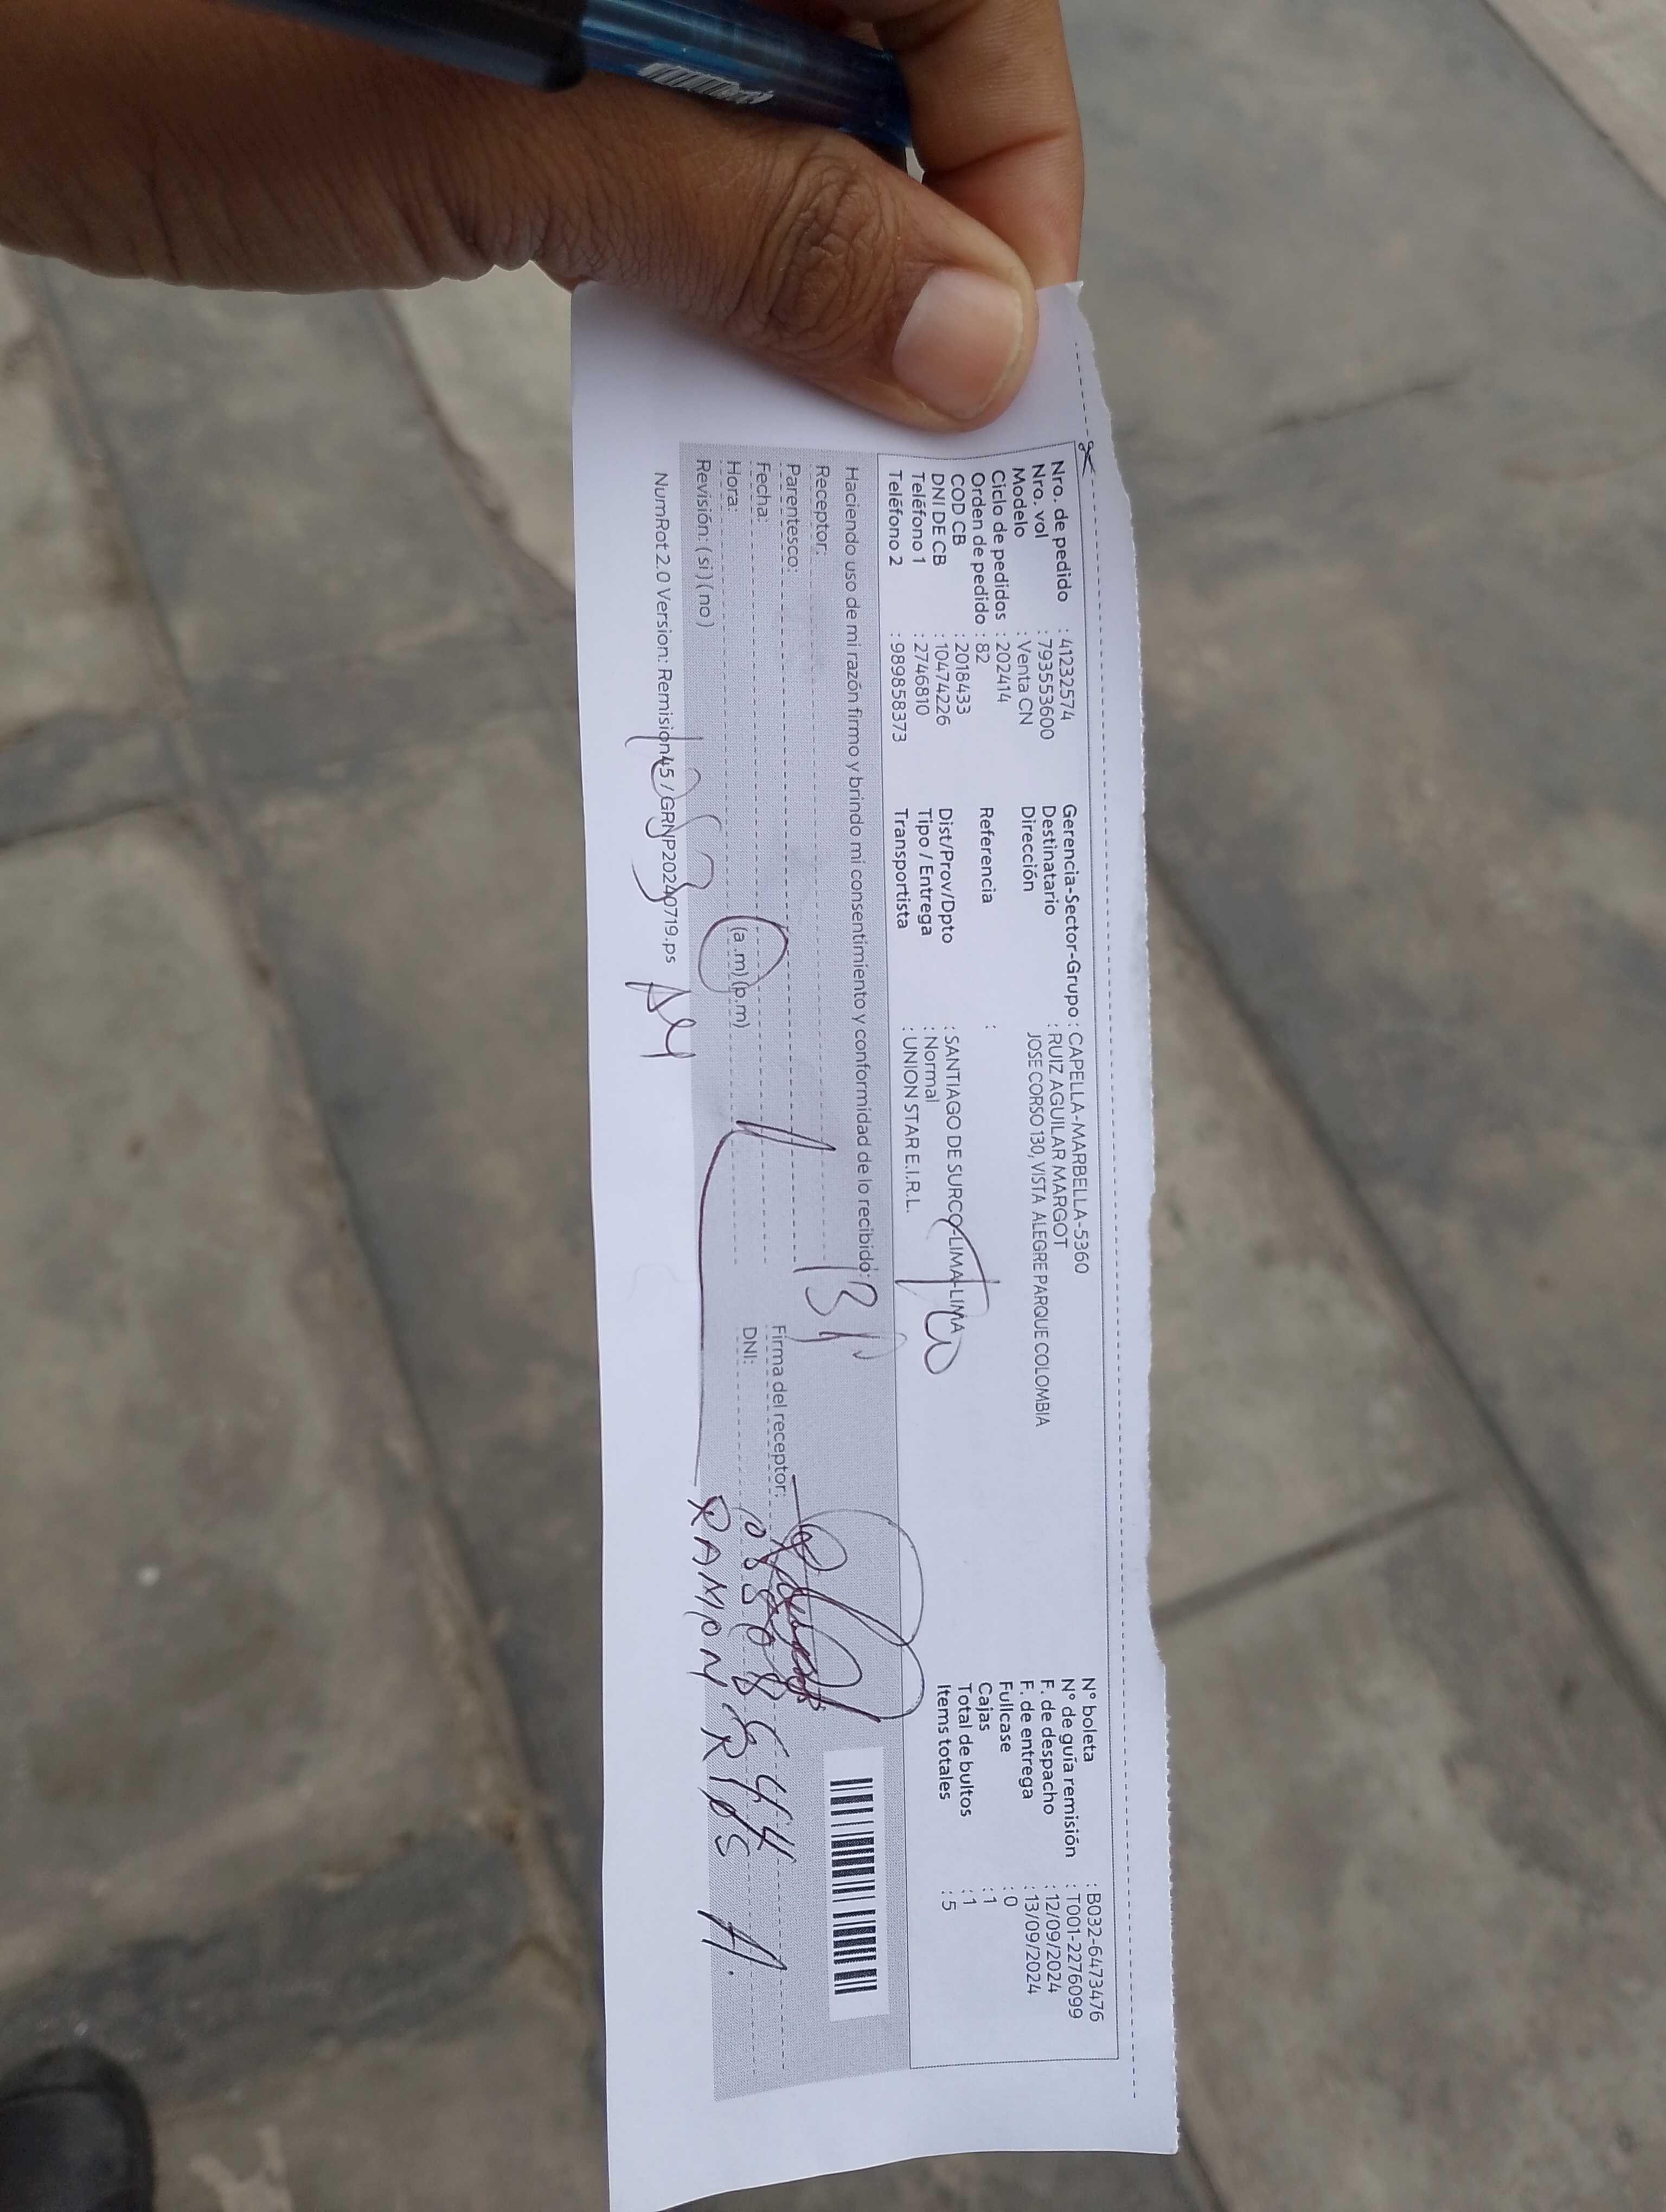 Nro. de pedido : 41232574
Nro. vol : 793553600
Modelo : Venta CN
Ciclo de pedidos : 202414
Orden de pedido : 82
COD CB : 2018433
DNI DE CB : 10474226
Teléfono 1 : 2746810
Teléfono 2 : 989858373
Gerencia-Sector-Grupo : CAPELLA-MARBELLA-5360
Destinatario : RUIZ AGUILAR MARGOT
Dirección JOSE CORSO 130, VISTA ALEGRE PARQUE COLOMBIA
Referencia :
Dist/Prov/Dpto : SANTIAGO DE SURCO-LIMA-LIMA
Tipo / Entrega : Normal
Transportista : UNION STAR E.I.R.L.
N° boleta : B032-6473476
N° de guía remisión : T001-2276099
F. de despacho : 12/09/2024
F. de entrega : 13/09/2024
Fullcase : 0
Cajas : 1
Total de bultos : 1
Items totales : 5
Haciendo uso de mi razón firmo y brindo mi consentimiento y conformidad de lo recibido:
Receptor:
Parentesco:
Fecha:
Hora: (a.m) (p.m)
Revisión: ( si ) ( no )
Firma del receptor:
DNI:
RAMON RIOS A.
NumRot 2.0 Version: Remision45 / GRNP20240719.ps